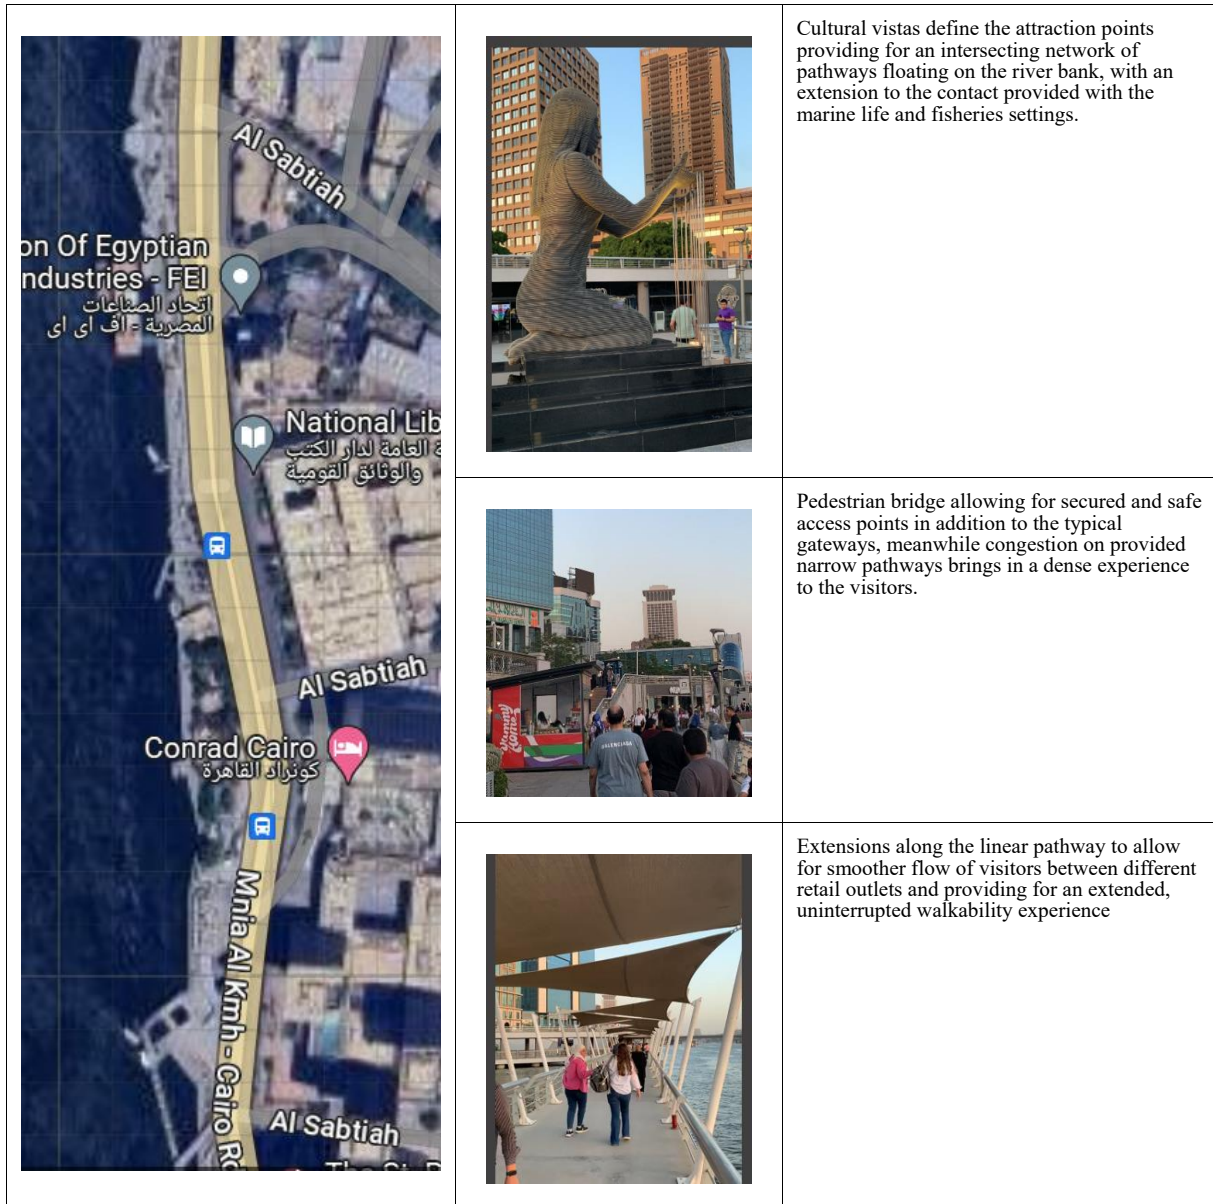 Al Sabtiah
on Of Egyptian
ndustries - FEI
اتحاد الصناعات
المصرية - اف اى اى
National Lib
ة العامة لدار الكتب
والوثائق القومية
Al Sabtiah
Conrad Cairo
كونراد القاهرة
Mnia Al Kmh - Cairo Ro
Al Sabtiah
Cultural vistas define the attraction points
providing for an intersecting network of
pathways floating on the river bank, with an
extension to the contact provided with the
marine life and fisheries settings.
Yummy
Home
Pedestrian bridge allowing for secured and safe
access points in addition to the typical
gateways, meanwhile congestion on provided
narrow pathways brings in a dense experience
to the visitors.
Extensions along the linear pathway to allow
for smoother flow of visitors between different
retail outlets and providing for an extended,
uninterrupted walkability experience